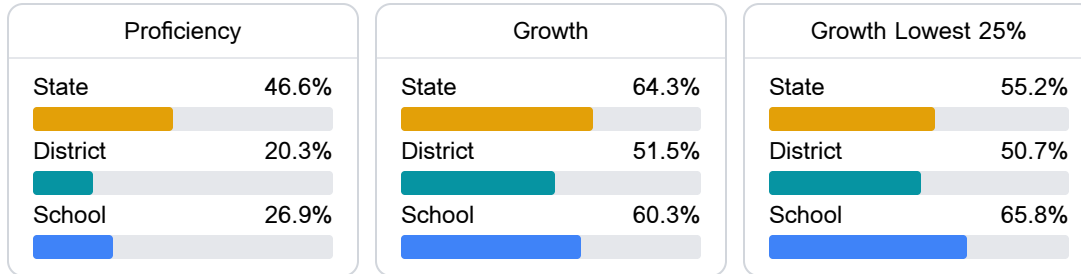 Proficiency
State 46.6%
District 20.3%
School 26.9%
Growth
State 64.3%
District 51.5%
School 60.3%
Growth Lowest 25%
State 55.2%
District 50.7%
School 65.8%